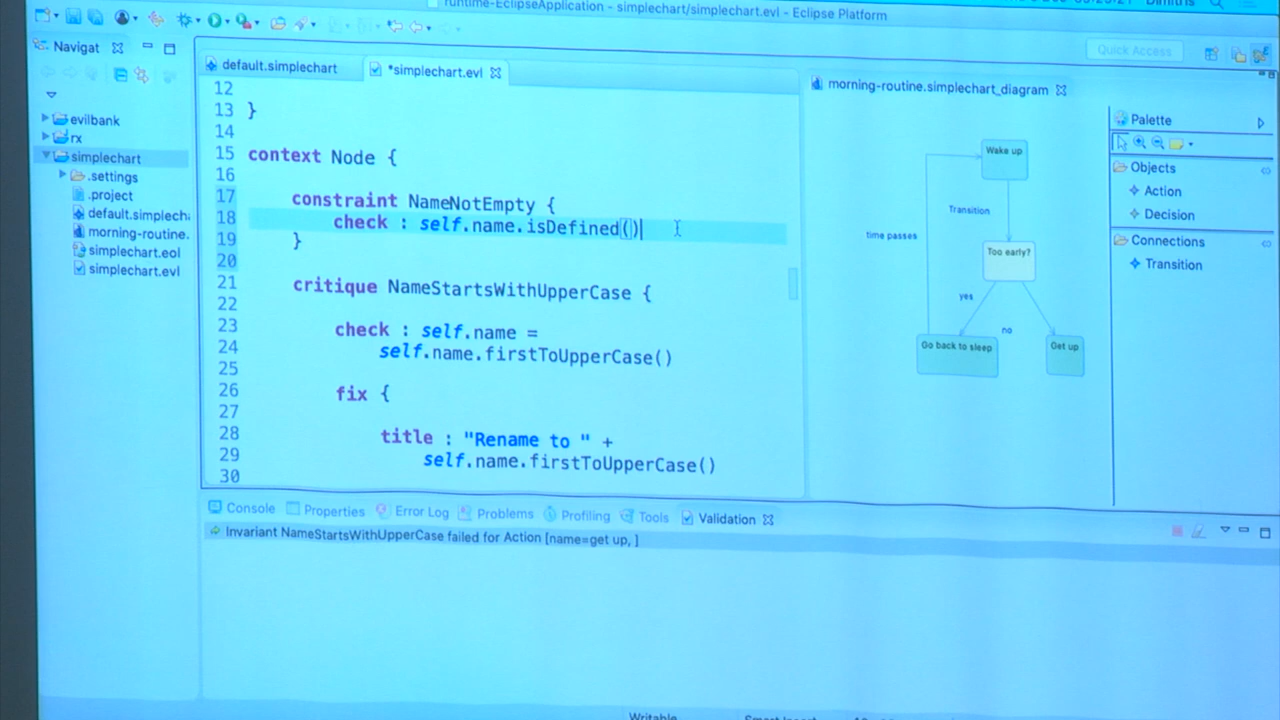 runtime-EclipseApplication - simplechart/simplechart.evl - Eclipse Platform
Dimitris
Quick Access
Navigat
evilbank
rx
simplechart
.settings
.project
default.simplech
morning-routine.
simplechart.eol
simplechart.evl
default.simplechart
*simplechart.evl
12
13 }
14
15 context Node {
16
17 constraint NameNotEmpty {
18 check : self.name.isDefined()
19 }
20
21 critique NameStartsWithUpperCase {
22
23 check : self.name =
24 self.name.firstToUpperCase()
25
26 fix {
27
28 title : "Rename to " +
29 self.name.firstToUpperCase()
30
morning-routine.simplechart_diagram
Wake up
Transition
time passes
Too early?
yes
no
Go back to sleep
Get up
Palette
Objects
Action
Decision
Connections
Transition
Console
Properties
Error Log
Problems
Profiling
Tools
Validation
Invariant NameStartsWithUpperCase failed for Action [name=get up, ]
Writable